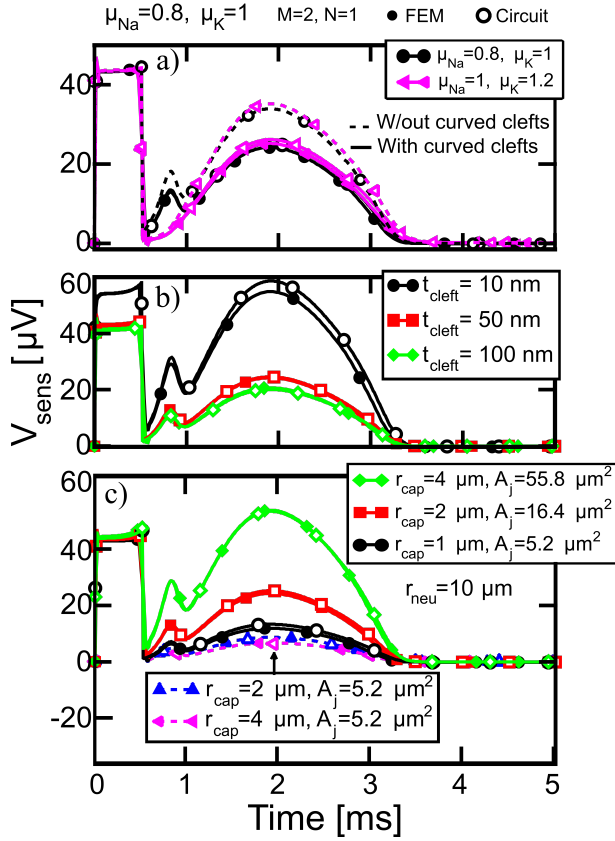 μNa=0.8, μK=1 M=2, N=1 FEM Circuit
a)
μNa=0.8, μK=1
μNa=1, μK=1.2
W/out curved clefts
With curved clefts
40
20
0
60
b)
tcleft= 10 nm
tcleft= 50 nm
tcleft= 100 nm
40
20
0
Vsens [μV]
60
c)
rcap=4 μm, Aj=55.8 μm2
rcap=2 μm, Aj=16.4 μm2
rcap=1 μm, Aj=5.2 μm2
40
rneu=10 μm
20
0
rcap=2 μm, Aj=5.2 μm2
rcap=4 μm, Aj=5.2 μm2
-20
0 1 2 3 4 5
Time [ms]